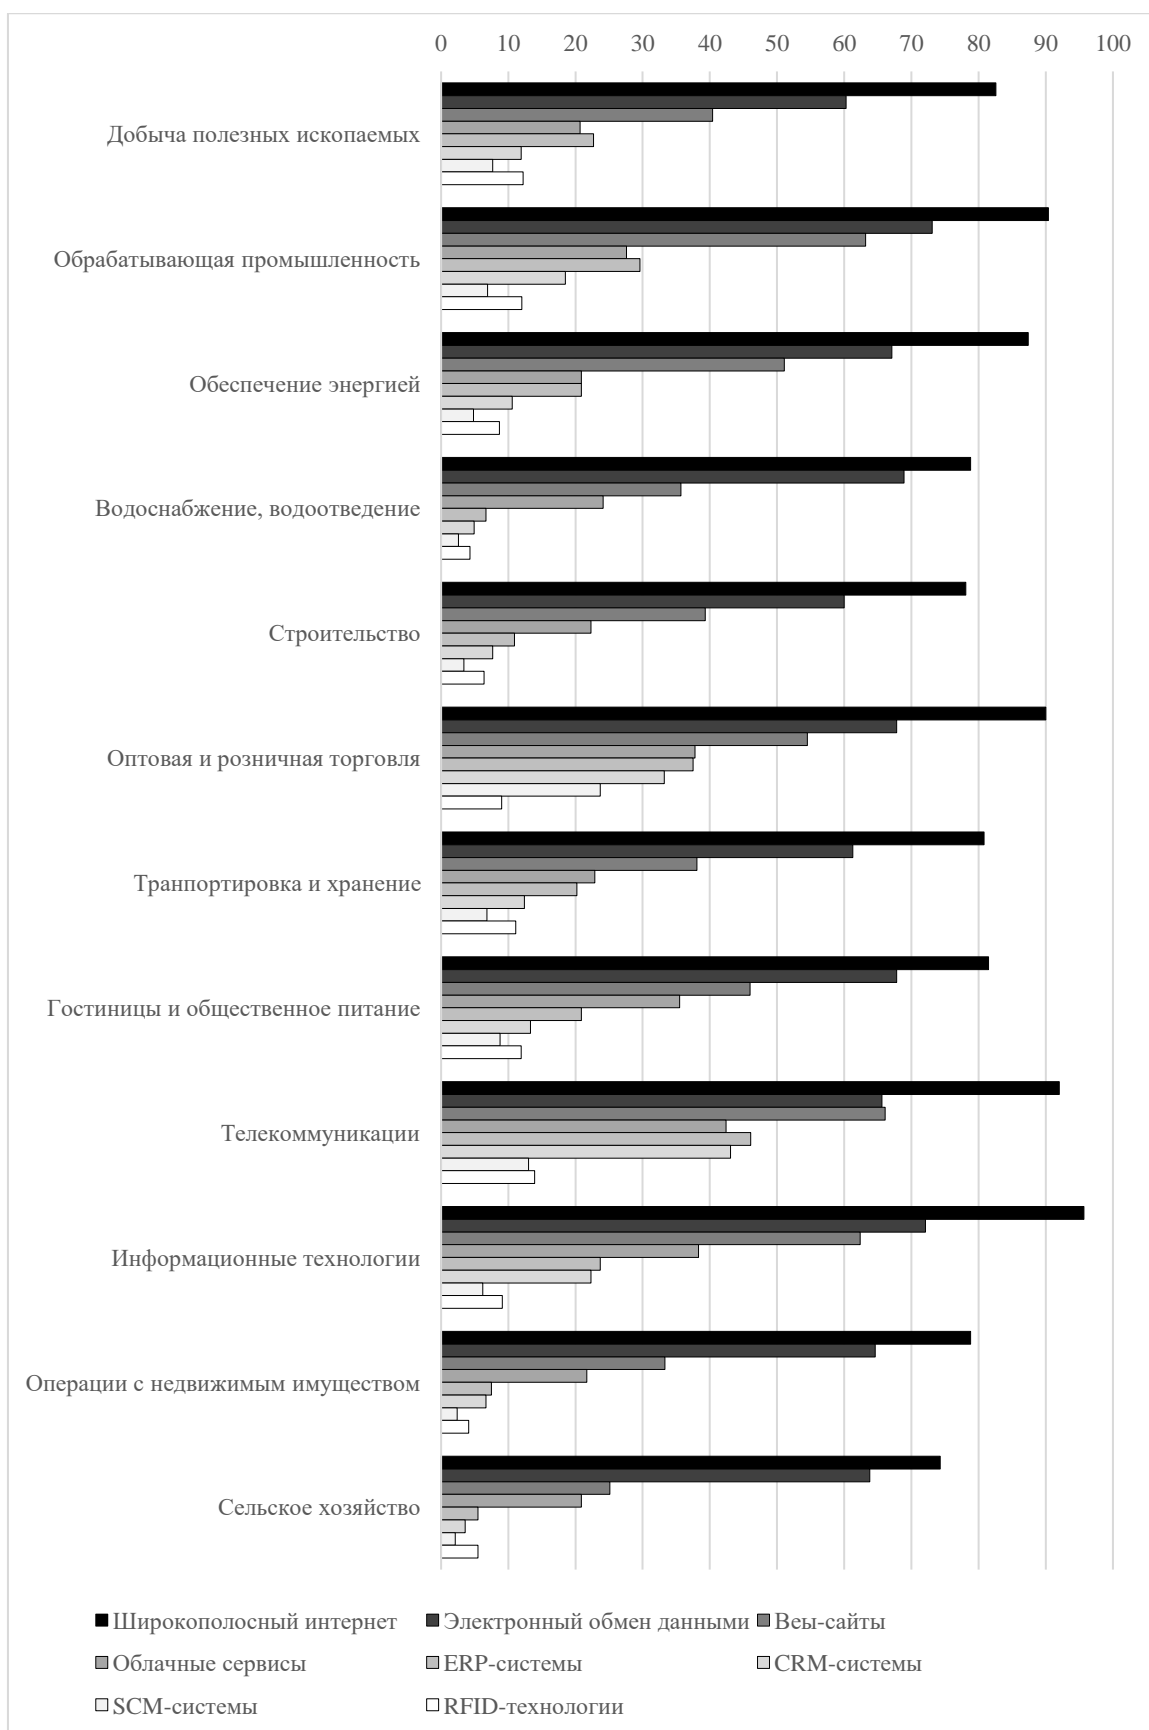 0 10 20 30 40 50 60 70 80 90 100
Добыча полезных ископаемых
Обрабатывающая промышленность
Обеспечение энергией
Водоснабжение, водоотведение
Строительство
Оптовая и розничная торговля
Транпортировка и хранение
Гостиницы и общественное питание
Телекоммуникации
Информационные технологии
Операции с недвижимым имуществом
Сельское хозяйство
Широкополосный интернет Электронный обмен данными Веы-сайты
Облачные сервисы ERP-системы CRM-системы
SCM-системы RFID-технологии